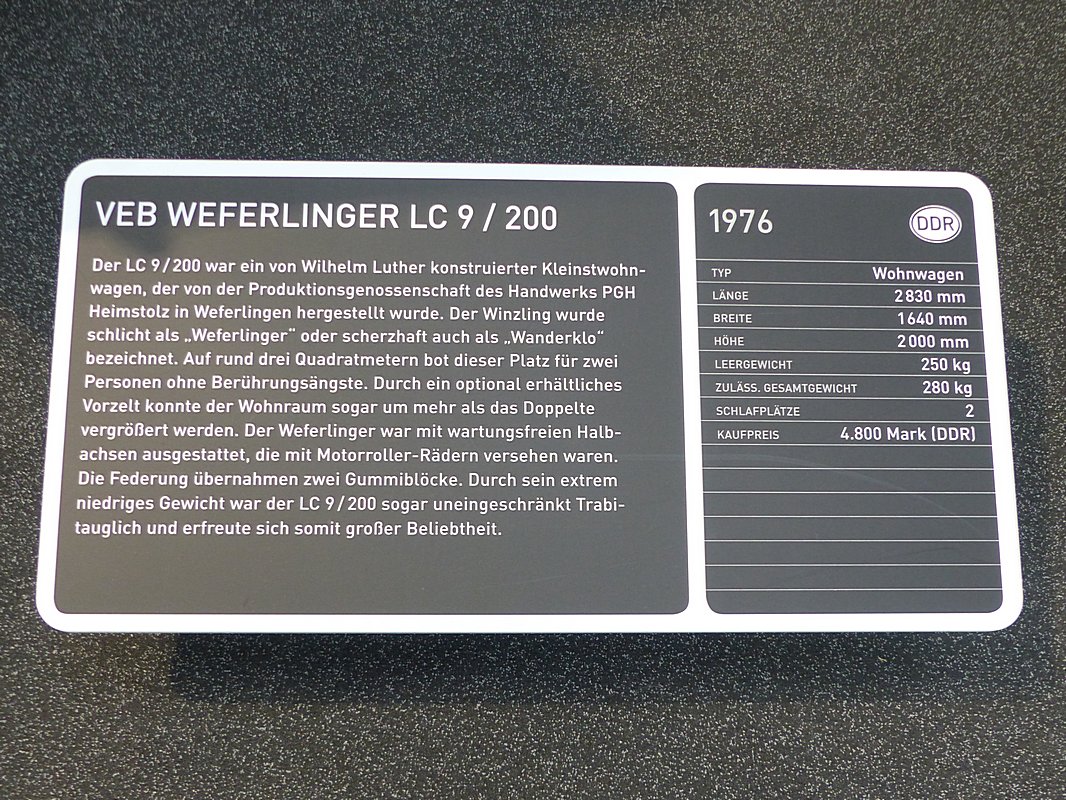 VEB WEFERLINGER LC 9 / 200
Der LC 9/200 war ein von Wilhelm Luther konstruierter Kleinstwohn-
wagen, der von der Produktionsgenossenschaft des Handwerks PGH
Heimstolz in Weferlingen hergestellt wurde. Der Winzling wurde
schlicht als „Weferlinger“ oder scherzhaft auch als „Wanderklo“
bezeichnet. Auf rund drei Quadratmetern bot dieser Platz für zwei
Personen ohne Berührungsängste. Durch ein optional erhältliches
Vorzelt konnte der Wohnraum sogar um mehr als das Doppelte
vergrößert werden. Der Weferlinger war mit wartungsfreien Halb-
achsen ausgestattet, die mit Motorroller-Rädern versehen waren.
Die Federung übernahmen zwei Gummiblöcke. Durch sein extrem
niedriges Gewicht war der LC 9/200 sogar uneingeschränkt Trabi-
tauglich und erfreute sich somit großer Beliebtheit.
1976 DDR
TYP Wohnwagen
LÄNGE 2 830 mm
BREITE 1 640 mm
HÖHE 2 000 mm
LEERGEWICHT 250 kg
ZULÄSS. GESAMTGEWICHT 280 kg
SCHLAFPLÄTZE 2
KAUFPREIS 4.800 Mark (DDR)